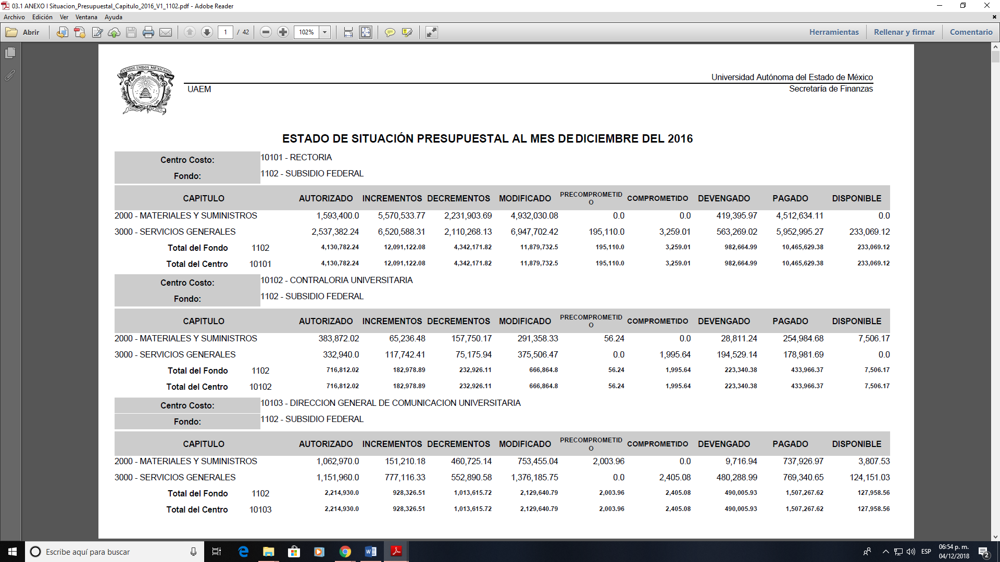 03.1 ANEXO I Situacion_Presupuestal_Capitulo_2016_V1_1102.pdf - Adobe Reader
Archivo Edición Ver Ventana Ayuda
Abrir 1 / 42 102% Herramientas Rellenar y firmar Comentario
ESTADOS UNIDOS MEXICANOS
Universidad Autónoma del Estado de México
UAEM Secretaría de Finanzas
ESTADO DE SITUACIÓN PRESUPUESTAL AL MES DE DICIEMBRE DEL 2016
Centro Costo: 10101 - RECTORIA
Fondo: 1102 - SUBSIDIO FEDERAL
CAPITULO AUTORIZADO INCREMENTOS DECREMENTOS MODIFICADO PRECOMPROMETIDO COMPROMETIDO DEVENGADO PAGADO DISPONIBLE
2000 - MATERIALES Y SUMINISTROS 1,593,400.0 5,570,533.77 2,231,903.69 4,932,030.08 0.0 0.0 419,395.97 4,512,634.11 0.0
3000 - SERVICIOS GENERALES 2,537,382.24 6,520,588.31 2,110,268.13 6,947,702.42 195,110.0 3,259.01 563,269.02 5,952,995.27 233,069.12
Total del Fondo 1102 4,130,782.24 12,091,122.08 4,342,171.82 11,879,732.5 195,110.0 3,259.01 982,664.99 10,465,629.38 233,069.12
Total del Centro 10101 4,130,782.24 12,091,122.08 4,342,171.82 11,879,732.5 195,110.0 3,259.01 982,664.99 10,465,629.38 233,069.12
Centro Costo: 10102 - CONTRALORIA UNIVERSITARIA
Fondo: 1102 - SUBSIDIO FEDERAL
CAPITULO AUTORIZADO INCREMENTOS DECREMENTOS MODIFICADO PRECOMPROMETIDO COMPROMETIDO DEVENGADO PAGADO DISPONIBLE
2000 - MATERIALES Y SUMINISTROS 383,872.02 65,236.48 157,750.17 291,358.33 56.24 0.0 28,811.24 254,984.68 7,506.17
3000 - SERVICIOS GENERALES 332,940.0 117,742.41 75,175.94 375,506.47 0.0 1,995.64 194,529.14 178,981.69 0.0
Total del Fondo 1102 716,812.02 182,978.89 232,926.11 666,864.8 56.24 1,995.64 223,340.38 433,966.37 7,506.17
Total del Centro 10102 716,812.02 182,978.89 232,926.11 666,864.8 56.24 1,995.64 223,340.38 433,966.37 7,506.17
Centro Costo: 10103 - DIRECCION GENERAL DE COMUNICACION UNIVERSITARIA
Fondo: 1102 - SUBSIDIO FEDERAL
CAPITULO AUTORIZADO INCREMENTOS DECREMENTOS MODIFICADO PRECOMPROMETIDO COMPROMETIDO DEVENGADO PAGADO DISPONIBLE
2000 - MATERIALES Y SUMINISTROS 1,062,970.0 151,210.18 460,725.14 753,455.04 2,003.96 0.0 9,716.94 737,926.97 3,807.53
3000 - SERVICIOS GENERALES 1,151,960.0 777,116.33 552,890.58 1,376,185.75 0.0 2,405.08 480,288.99 769,340.65 124,151.03
Total del Fondo 1102 2,214,930.0 928,326.51 1,013,615.72 2,129,640.79 2,003.96 2,405.08 490,005.93 1,507,267.62 127,958.56
Total del Centro 10103 2,214,930.0 928,326.51 1,013,615.72 2,129,640.79 2,003.96 2,405.08 490,005.93 1,507,267.62 127,958.56
Escribe aquí para buscar ESP 06:54 p. m.
04/12/2018 2